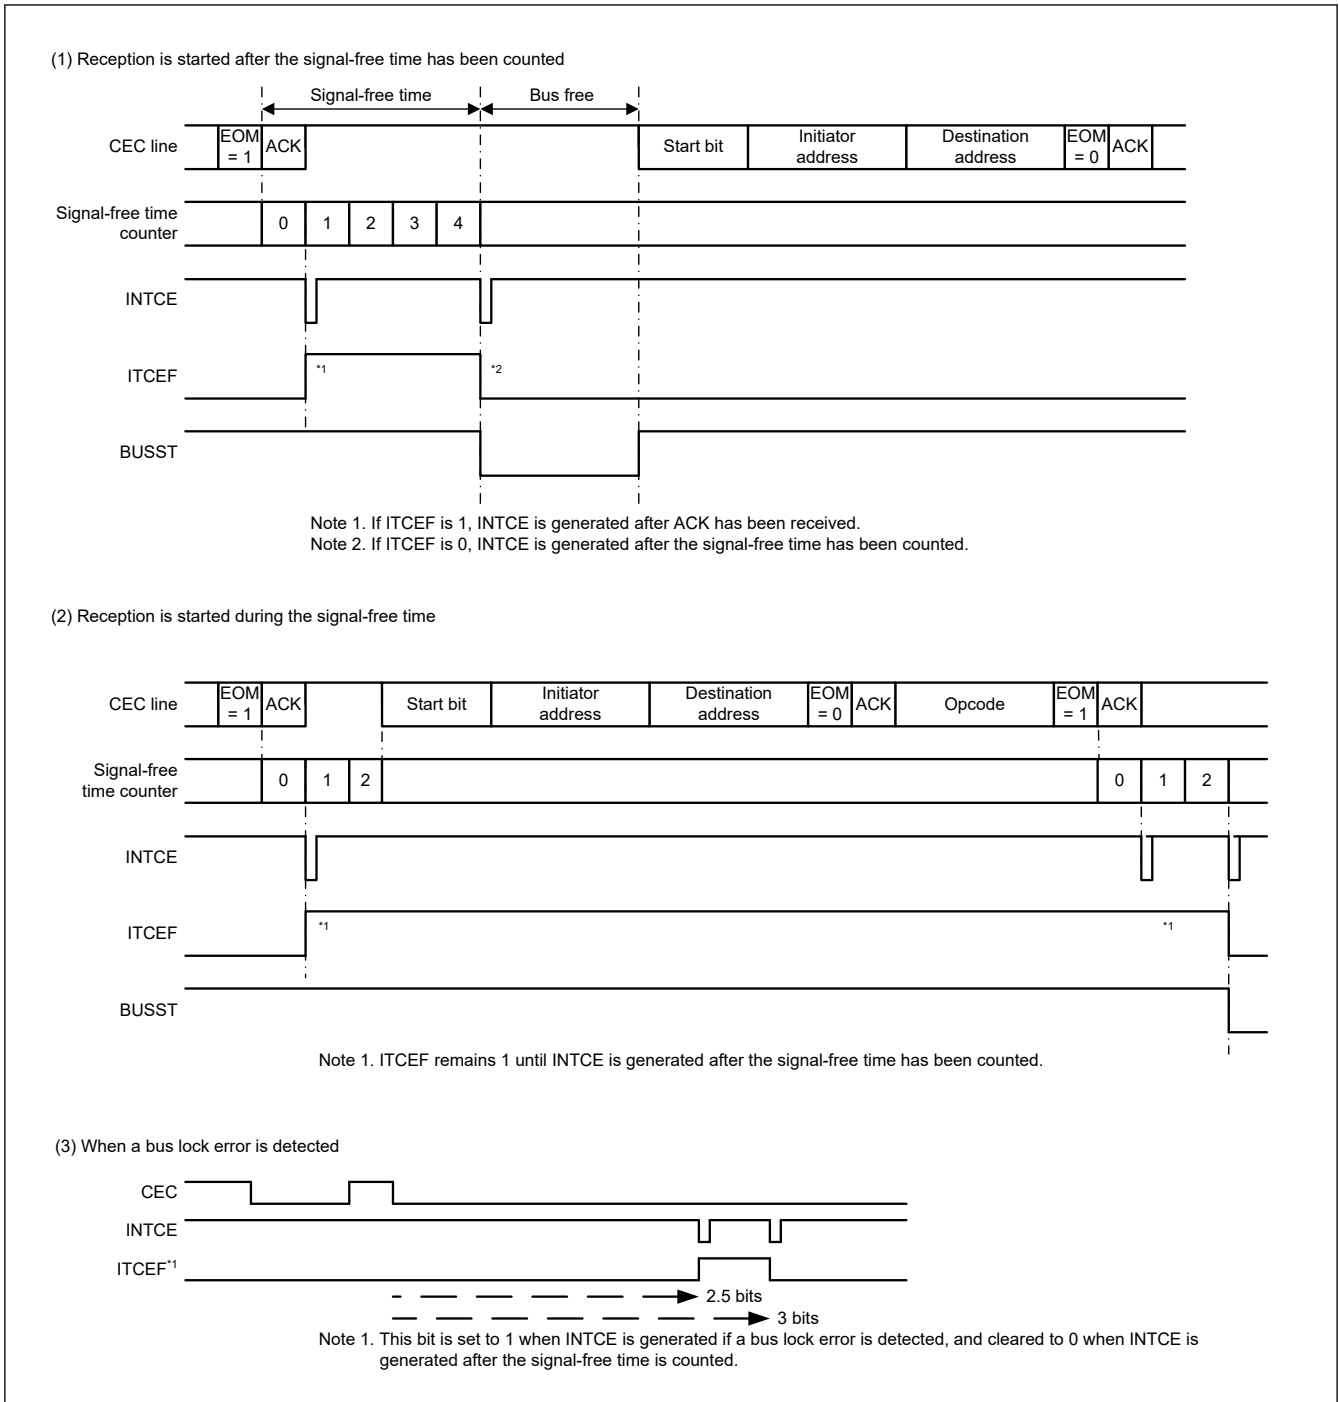 (1) Reception is started after the signal-free time has been counted
Signal-free time
Bus free
CEC line
EOM
= 1
ACK
Start bit
Initiator
address
Destination
address
EOM
= 0
ACK
Signal-free time
counter
0
1
2
3
4
INTCE
ITCEF
*1
*2
BUSST
Note 1. If ITCEF is 1, INTCE is generated after ACK has been received.
Note 2. If ITCEF is 0, INTCE is generated after the signal-free time has been counted.
(2) Reception is started during the signal-free time
CEC line
EOM
= 1
ACK
Start bit
Initiator
address
Destination
address
EOM
= 0
ACK
Opcode
EOM
= 1
ACK
Signal-free
time counter
0
1
2
0
1
2
INTCE
ITCEF
*1
*1
BUSST
Note 1. ITCEF remains 1 until INTCE is generated after the signal-free time has been counted.
(3) When a bus lock error is detected
CEC
INTCE
ITCEF*1
2.5 bits
3 bits
Note 1. This bit is set to 1 when INTCE is generated if a bus lock error is detected, and cleared to 0 when INTCE is
generated after the signal-free time is counted.